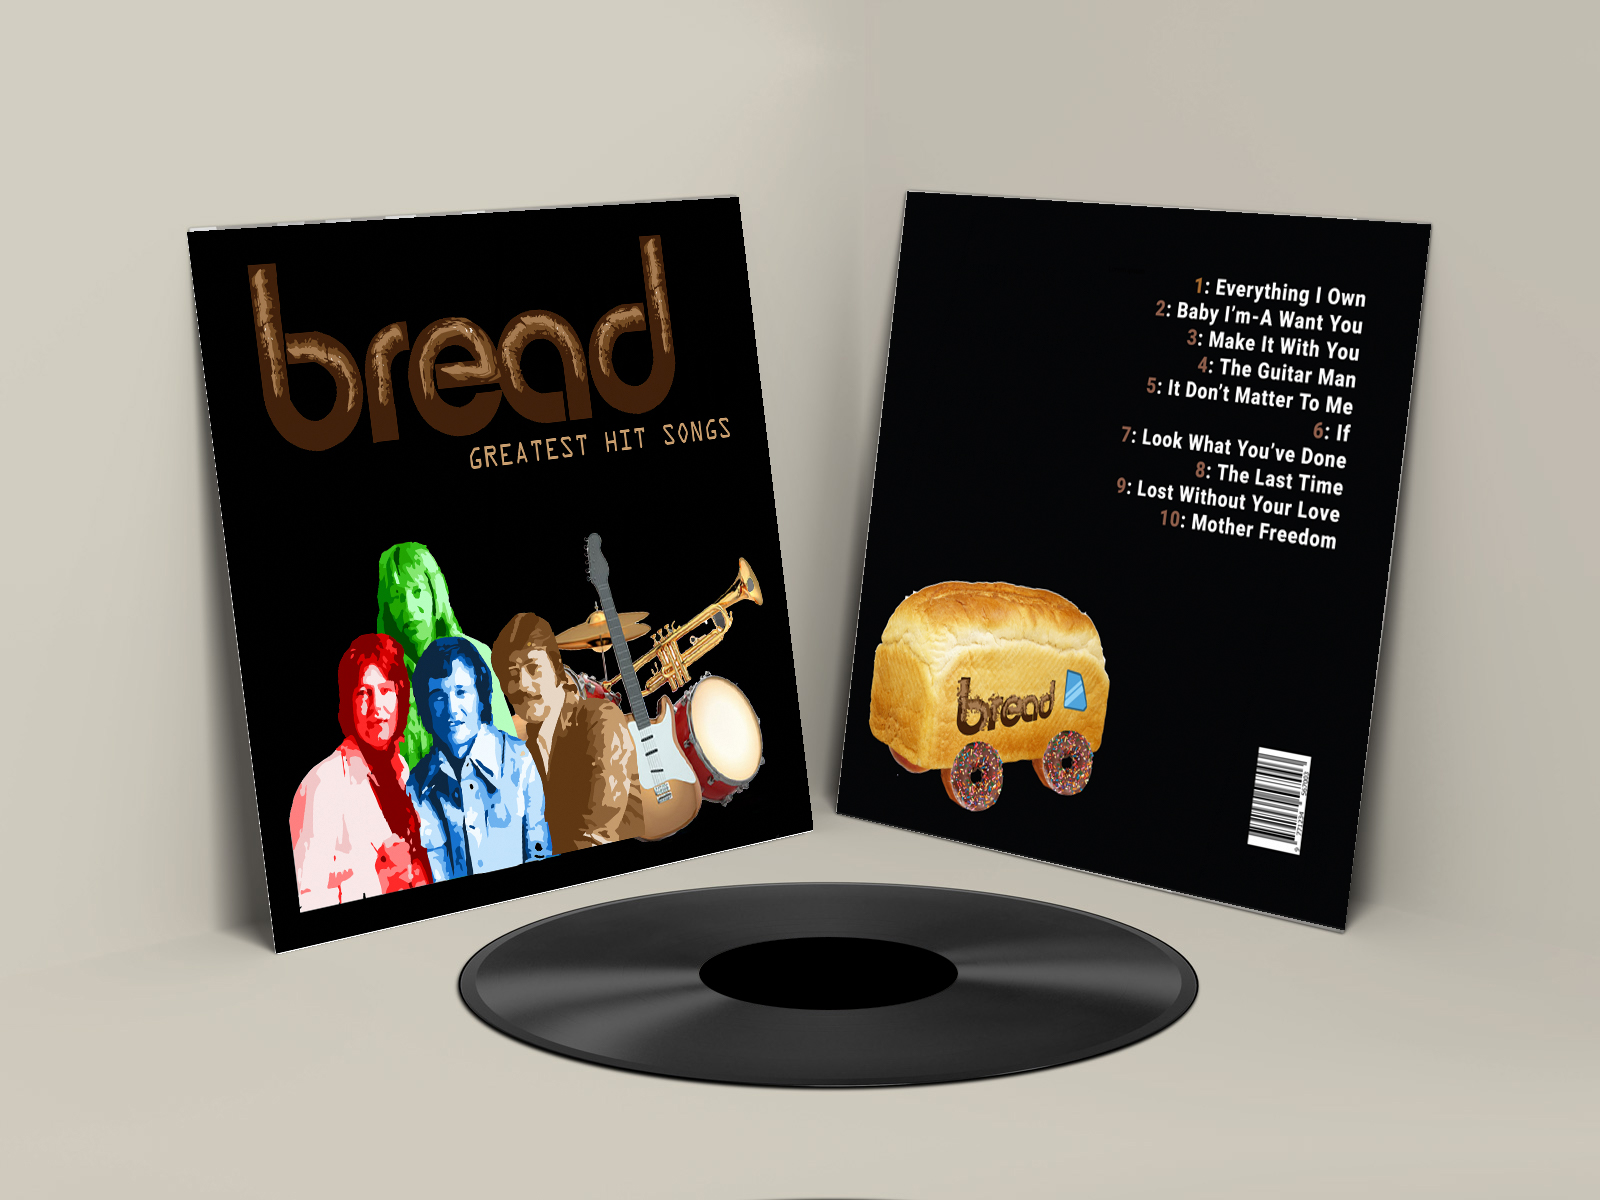 bread
GREATEST HIT SONGS
1: Everything I Own
2: Baby I'm-A Want You
3: Make It With You
4: The Guitar Man
5: It Don't Matter To Me
6: If
7: Look What You've Done
8: The Last Time
9: Lost Without Your Love
10: Mother Freedom
bread